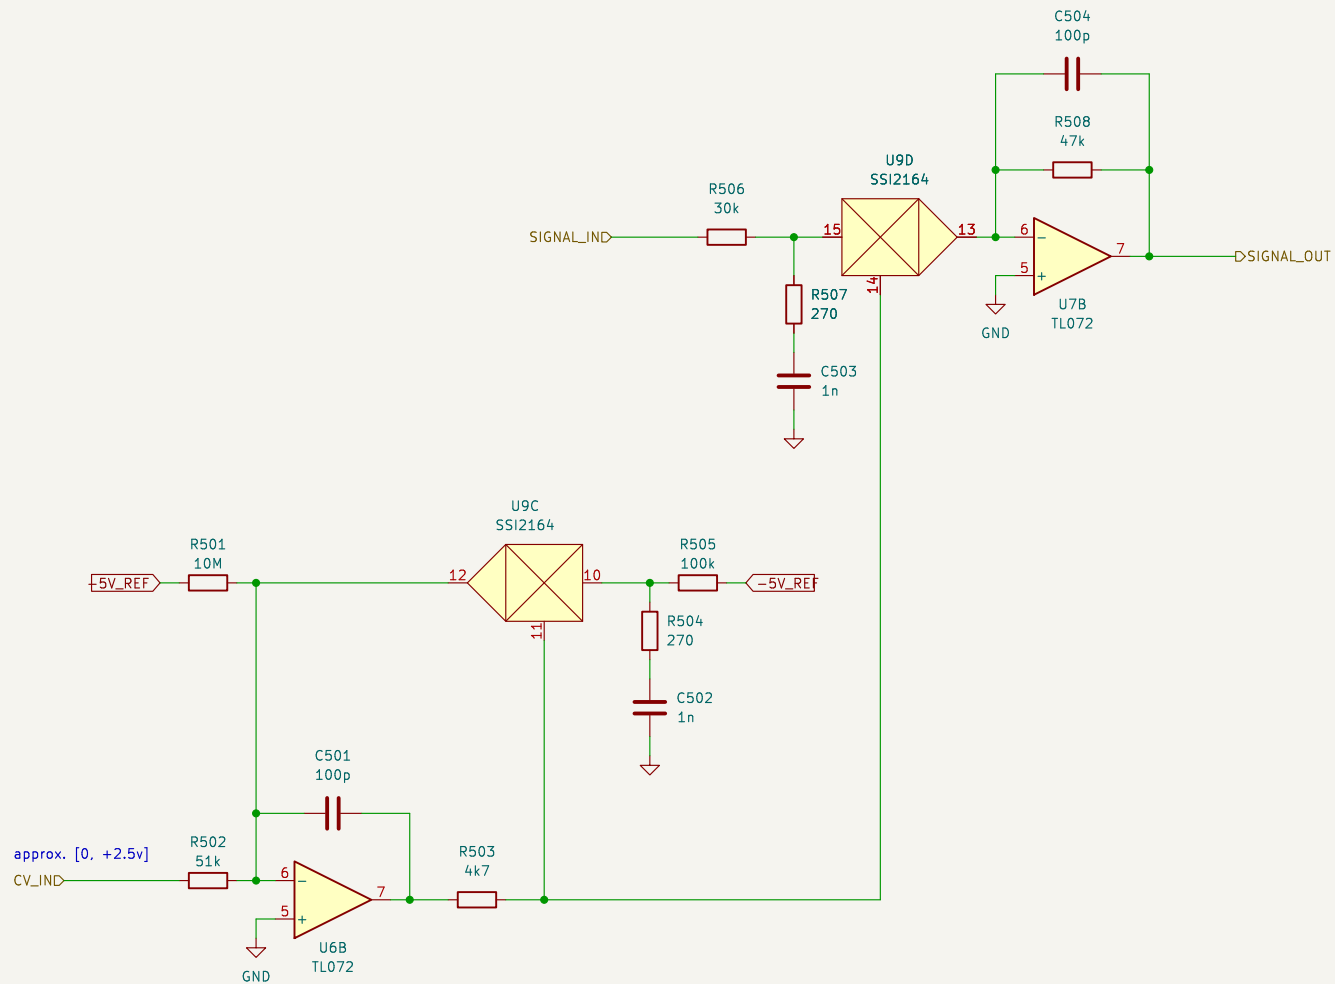 C504
100p
R508
47k
U9D
SSI2164
R506
30k
SIGNAL_IN
15
13
14
6
5
7
−
+
SIGNAL_OUT
U7B
TL072
GND
R507
270
C503
1n
U9C
SSI2164
R501
10M
-5V_REF
12
10
11
R505
100k
-5V_REF
R504
270
C502
1n
C501
100p
approx. [0, +2.5v]
R502
51k
CV_IN
6
5
7
−
+
R503
4k7
U6B
TL072
GND